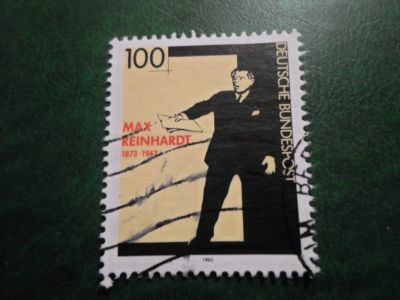 100
DEUTSCHE BUNDESPOST
MAX
REINHARDT
1873-1943
1993